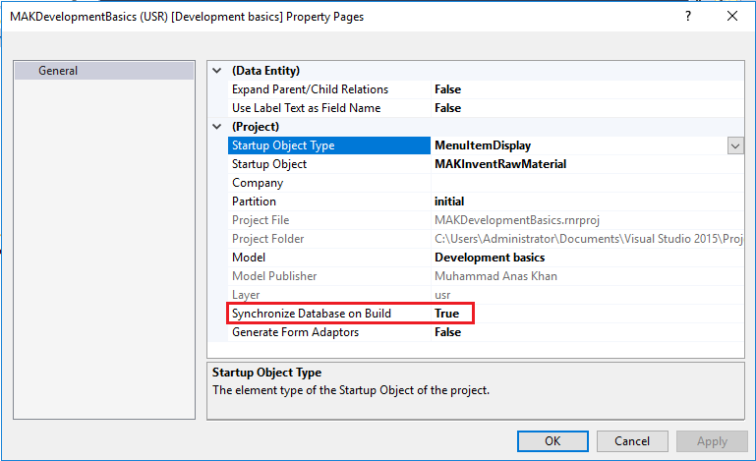 MAKDevelopmentBasics (USR) [Development basics] Property Pages
?
General
(Data Entity)
Expand Parent/Child Relations False
Use Label Text as Field Name False
(Project)
Startup Object Type MenuItemDisplay
Startup Object MAKInventRawMaterial
Company
Partition initial
Project File MAKDevelopmentBasics.rnrproj
Project Folder C:\Users\Administrator\Documents\Visual Studio 2015\Proj
Model Development basics
Model Publisher Muhammad Anas Khan
Layer usr
Synchronize Database on Build True
Generate Form Adaptors False
Startup Object Type
The element type of the Startup Object of the project.
OK Cancel Apply